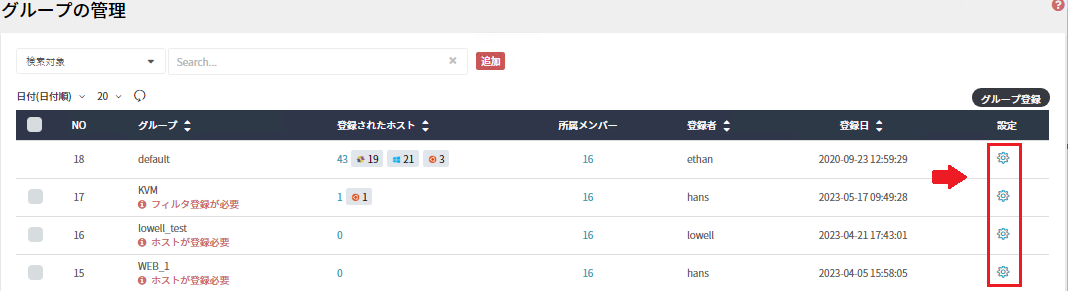 グループの管理
?
検索対象 Search... × 追加
日付(日付順) 20 グループ登録
NO グループ 登録されたホスト 所属メンバー 登録者 登録日 設定
18 default 43 19 21 3 16 ethan 2020-09-23 12:59:29
17 KVM 1 1 16 hans 2023-05-17 09:49:28
フィルタ登録が必要
16 lowell_test 0 16 lowell 2023-04-21 17:43:01
ホストが登録必要
15 WEB_1 0 16 hans 2023-04-05 15:58:05
ホストが登録必要